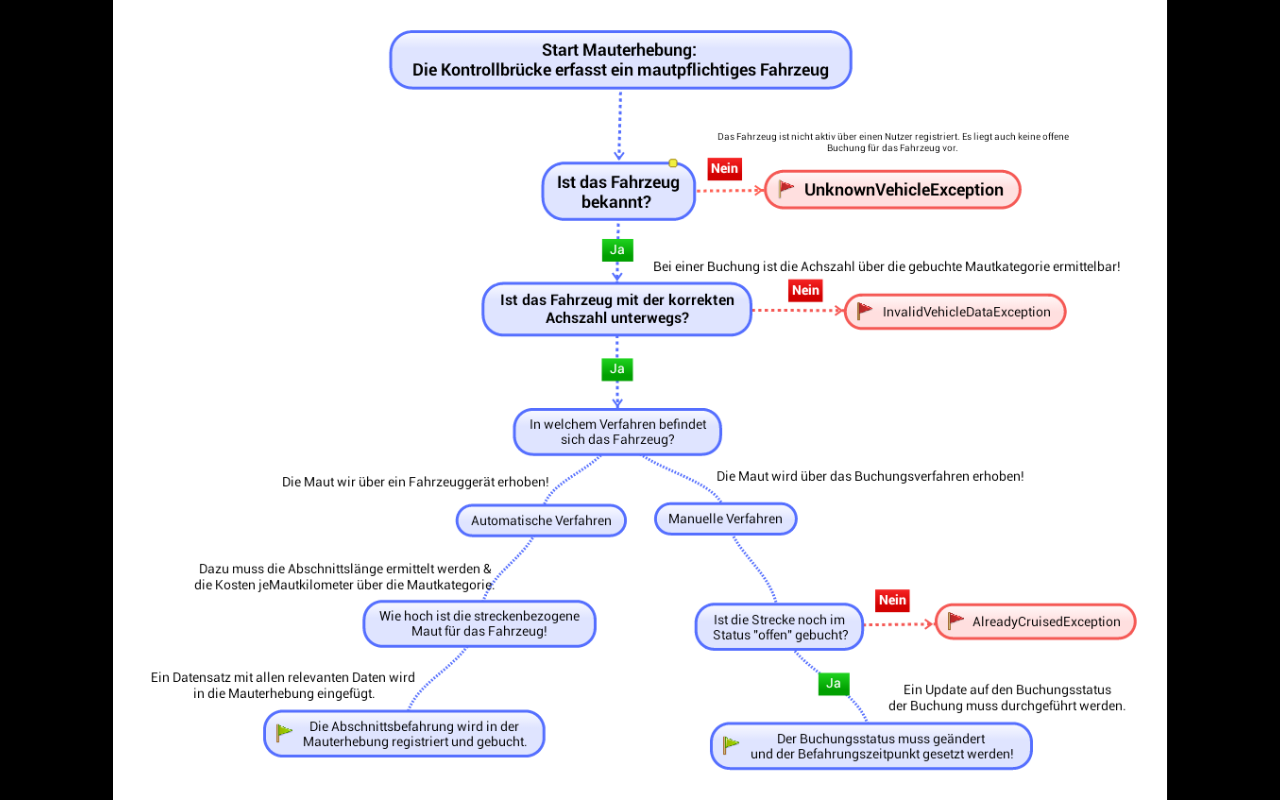 Start Mauterhebung:
Die Kontrollbrücke erfasst ein mautpflichtiges Fahrzeug
Das Fahrzeug ist nicht aktiv über einen Nutzer registriert. Es liegt auch keine offene
Buchung für das Fahrzeug vor.
Nein
Ist das Fahrzeug
bekannt?
UnknownVehicleException
Ja
Bei einer Buchung ist die Achszahl über die gebuchte Mautkategorie ermittelbar!
Nein
Ist das Fahrzeug mit der korrekten
Achszahl unterwegs?
InvalidVehicleDataException
Ja
In welchem Verfahren befindet
sich das Fahrzeug?
Die Maut wir über ein Fahrzeuggerät erhoben!
Die Maut wird über das Buchungsverfahren erhoben!
Automatische Verfahren
Manuelle Verfahren
Dazu muss die Abschnittslänge ermittelt werden &
die Kosten jeMautkilometer über die Mautkategorie.
Nein
Wie hoch ist die streckenbezogene
Maut für das Fahrzeug!
Ist die Strecke noch im
Status "offen" gebucht?
AlreadyCruisedException
Ein Datensatz mit allen relevanten Daten wird
in die Mauterhebung eingefügt.
Ja
Ein Update auf den Buchungsstatus
der Buchung muss durchgeführt werden.
Die Abschnittsbefahrung wird in der
Mauterhebung registriert und gebucht.
Der Buchungsstatus muss geändert
und der Befahrungszeitpunkt gesetzt werden!